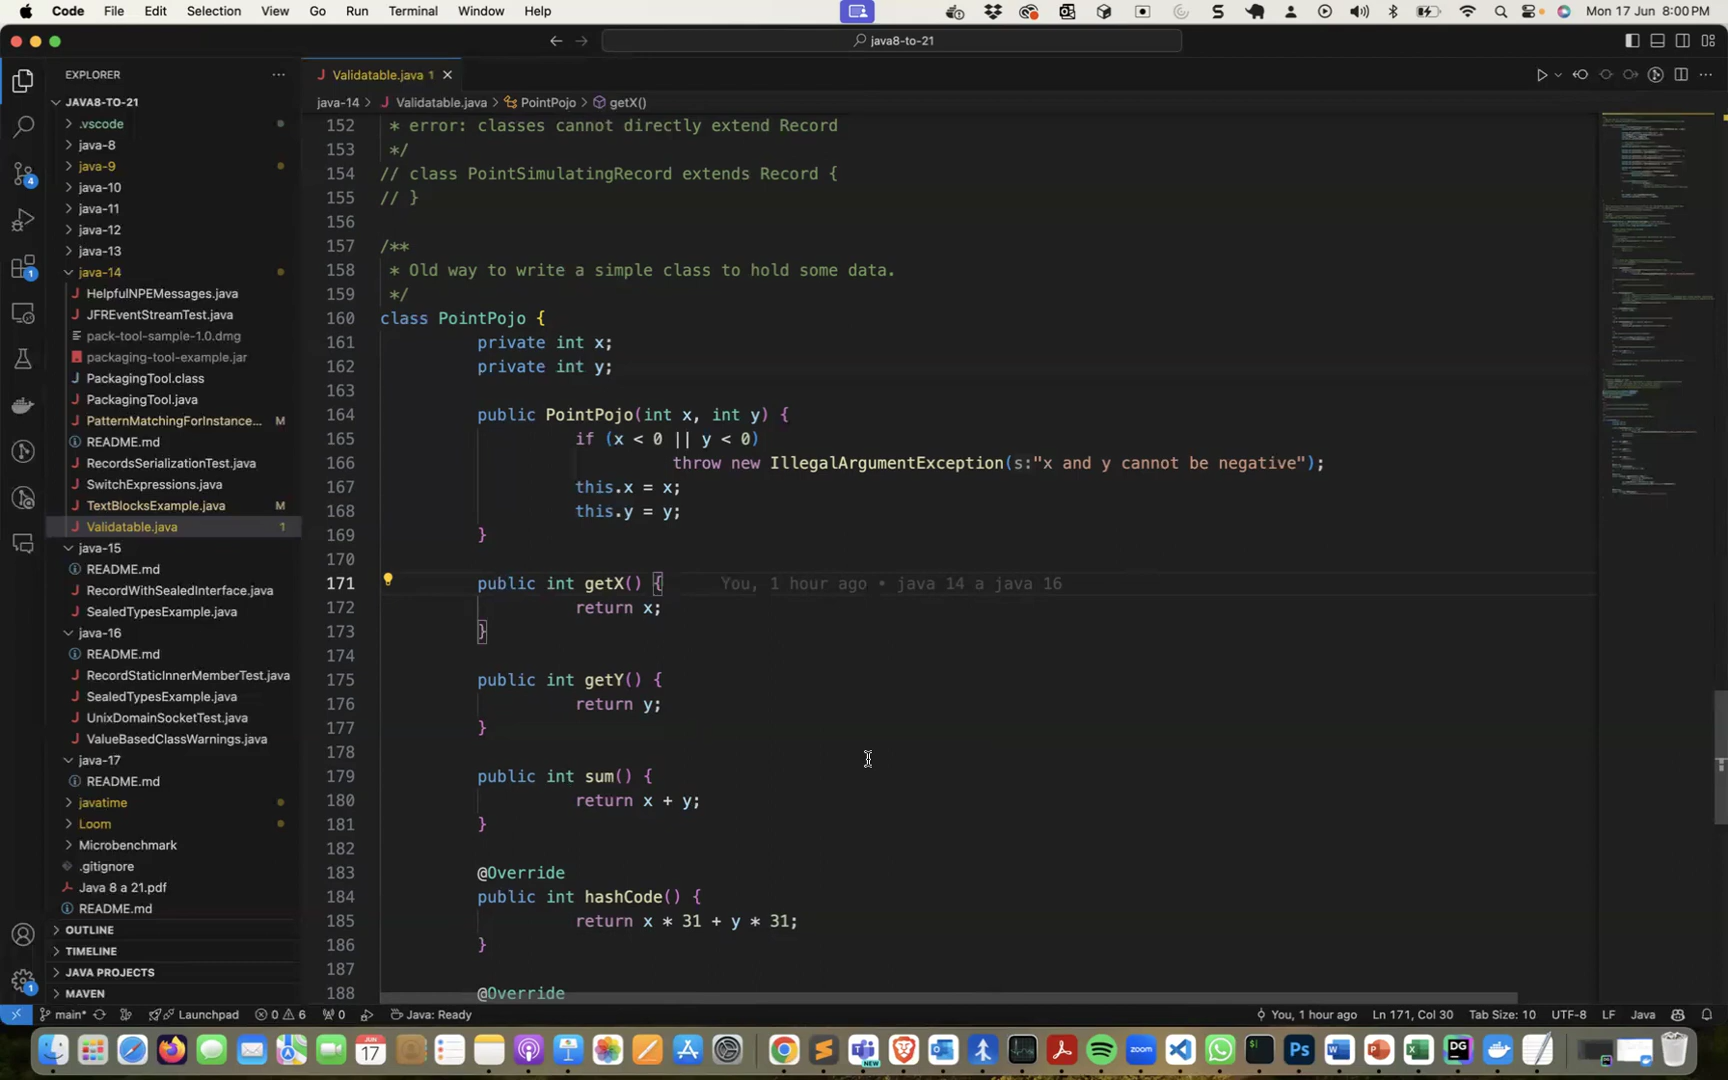 Code File Edit Selection View Go Run Terminal Window Help
Mon 17 Jun 8:00 PM
java8-to-21
EXPLORER
JAVA8-TO-21
.vscode
java-8
java-9
java-10
java-11
java-12
java-13
java-14
HelpfulNPEMessages.java
JFREventStreamTest.java
pack-tool-sample-1.0.dmg
packaging-tool-example.jar
PackagingTool.class
PackagingTool.java
PatternMatchingForInstance... M
README.md
RecordsSerializationTest.java
SwitchExpressions.java
TextBlocksExample.java M
Validatable.java 1
java-15
README.md
RecordWithSealedInterface.java
SealedTypesExample.java
java-16
README.md
RecordStaticInnerMemberTest.java
SealedTypesExample.java
UnixDomainSocketTest.java
ValueBasedClassWarnings.java
java-17
README.md
javatime
Loom
Microbenchmark
.gitignore
Java 8 a 21.pdf
README.md
OUTLINE
TIMELINE
JAVA PROJECTS
MAVEN
Validatable.java 1
java-14 > Validatable.java > PointPojo > getX()
152 * error: classes cannot directly extend Record
153 */
154 // class PointSimulatingRecord extends Record {
155 // }
156
157 /**
158 * Old way to write a simple class to hold some data.
159 */
160 class PointPojo {
161 private int x;
162 private int y;
163
164 public PointPojo(int x, int y) {
165 if (x < 0 || y < 0)
166 throw new IllegalArgumentException(s:"x and y cannot be negative");
167 this.x = x;
168 this.y = y;
169 }
170
171 public int getX() { You, 1 hour ago • java 14 a java 16
172 return x;
173 }
174
175 public int getY() {
176 return y;
177 }
178
179 public int sum() {
180 return x + y;
181 }
182
183 @Override
184 public int hashCode() {
185 return x * 31 + y * 31;
186 }
187
188 @Override
main* Launchpad 0 6 0 Java: Ready
You, 1 hour ago Ln 171, Col 30 Tab Size: 10 UTF-8 LF Java